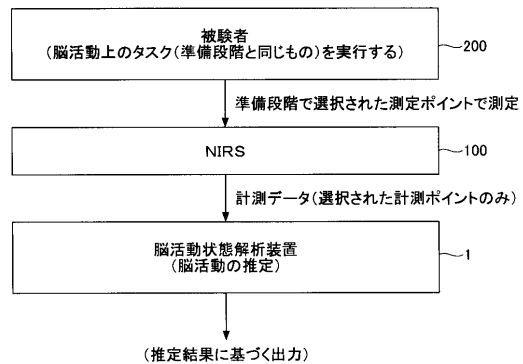 被験者
(脳活動上のタスク(準備段階と同じもの)を実行する)
200
準備段階で選択された測定ポイントで測定
NIRS
100
計測データ(選択された計測ポイントのみ)
脳活動状態解析装置
(脳活動の推定)
1
(推定結果に基づく出力)